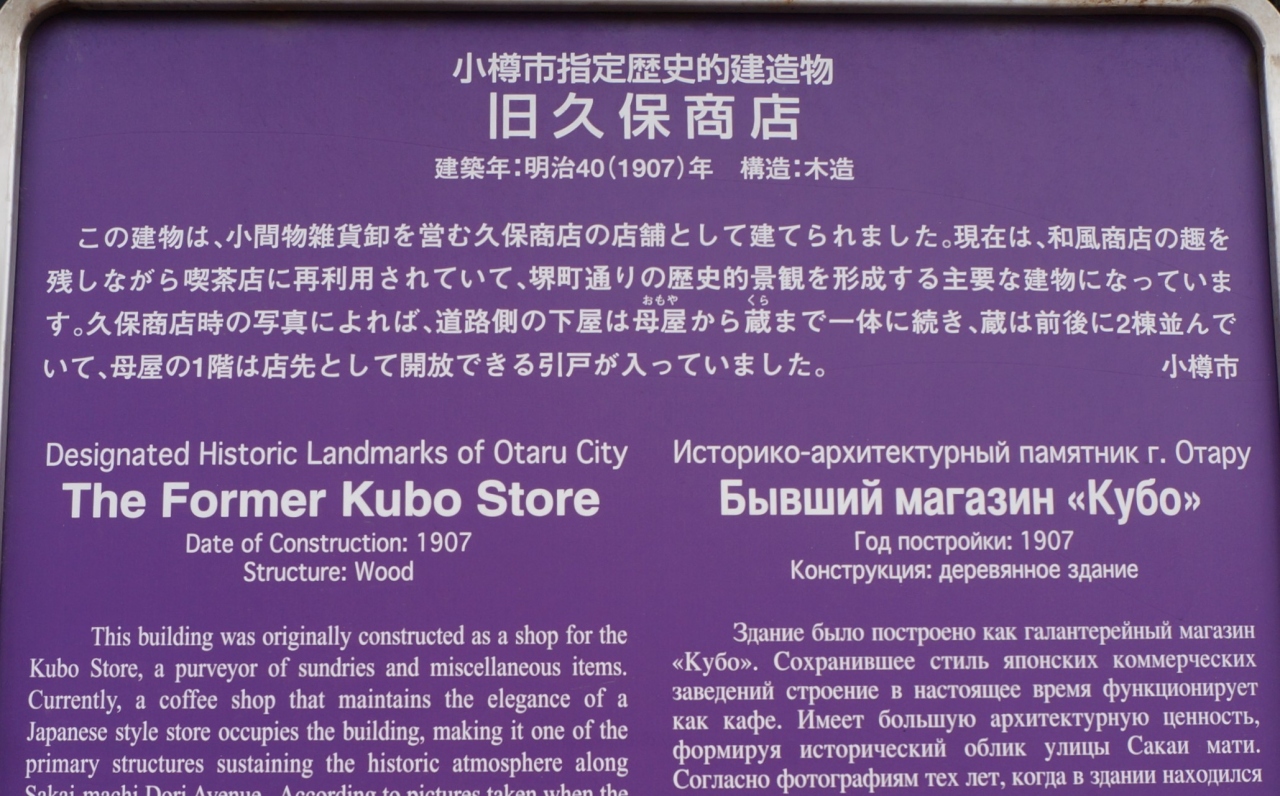 小樽市指定歴史的建造物
旧久保商店
建築年：明治40（1907）年　構造：木造
この建物は、小間物雑貨卸を営む久保商店の店舗として建てられました。現在は、和風商店の趣を
残しながら喫茶店に再利用されていて、堺町通りの歴史的景観を形成する主要な建物になっていま
おもや くら
す。久保商店時の写真によれば、道路側の下屋は母屋から蔵まで一体に続き、蔵は前後に2棟並んで
いて、母屋の1階は店先として開放できる引戸が入っていました。 小樽市
Designated Historic Landmarks of Otaru City
The Former Kubo Store
Date of Construction: 1907
Structure: Wood
This building was originally constructed as a shop for the
Kubo Store, a purveyor of sundries and miscellaneous items.
Currently, a coffee shop that maintains the elegance of a
Japanese style store occupies the building, making it one of the
primary structures sustaining the historic atmosphere along
Sakai-machi Dori Avenue. According to pictures taken when the
Историко-архитектурный памятник г. Отару
Бывший магазин «Кубо»
Год постройки: 1907
Конструкция: деревянное здание
Здание было построено как галантерейный магазин
«Кубо». Сохранившее стиль японских коммерческих
заведений строение в настоящее время функционирует
как кафе. Имеет большую архитектурную ценность,
формируя исторический облик улицы Сакаи мати.
Согласно фотографиям тех лет, когда в здании находился